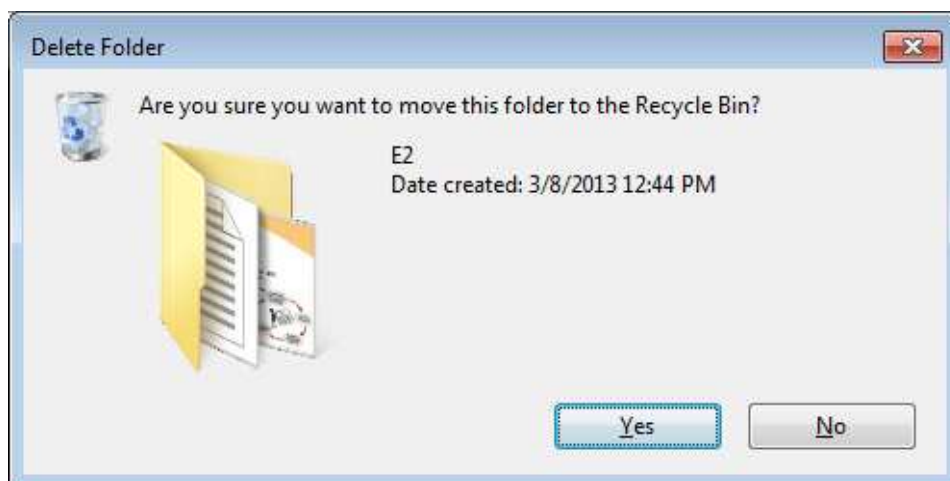 Delete Folder
Are you sure you want to move this folder to the Recycle Bin?
E2
Date created: 3/8/2013 12:44 PM
Yes
No